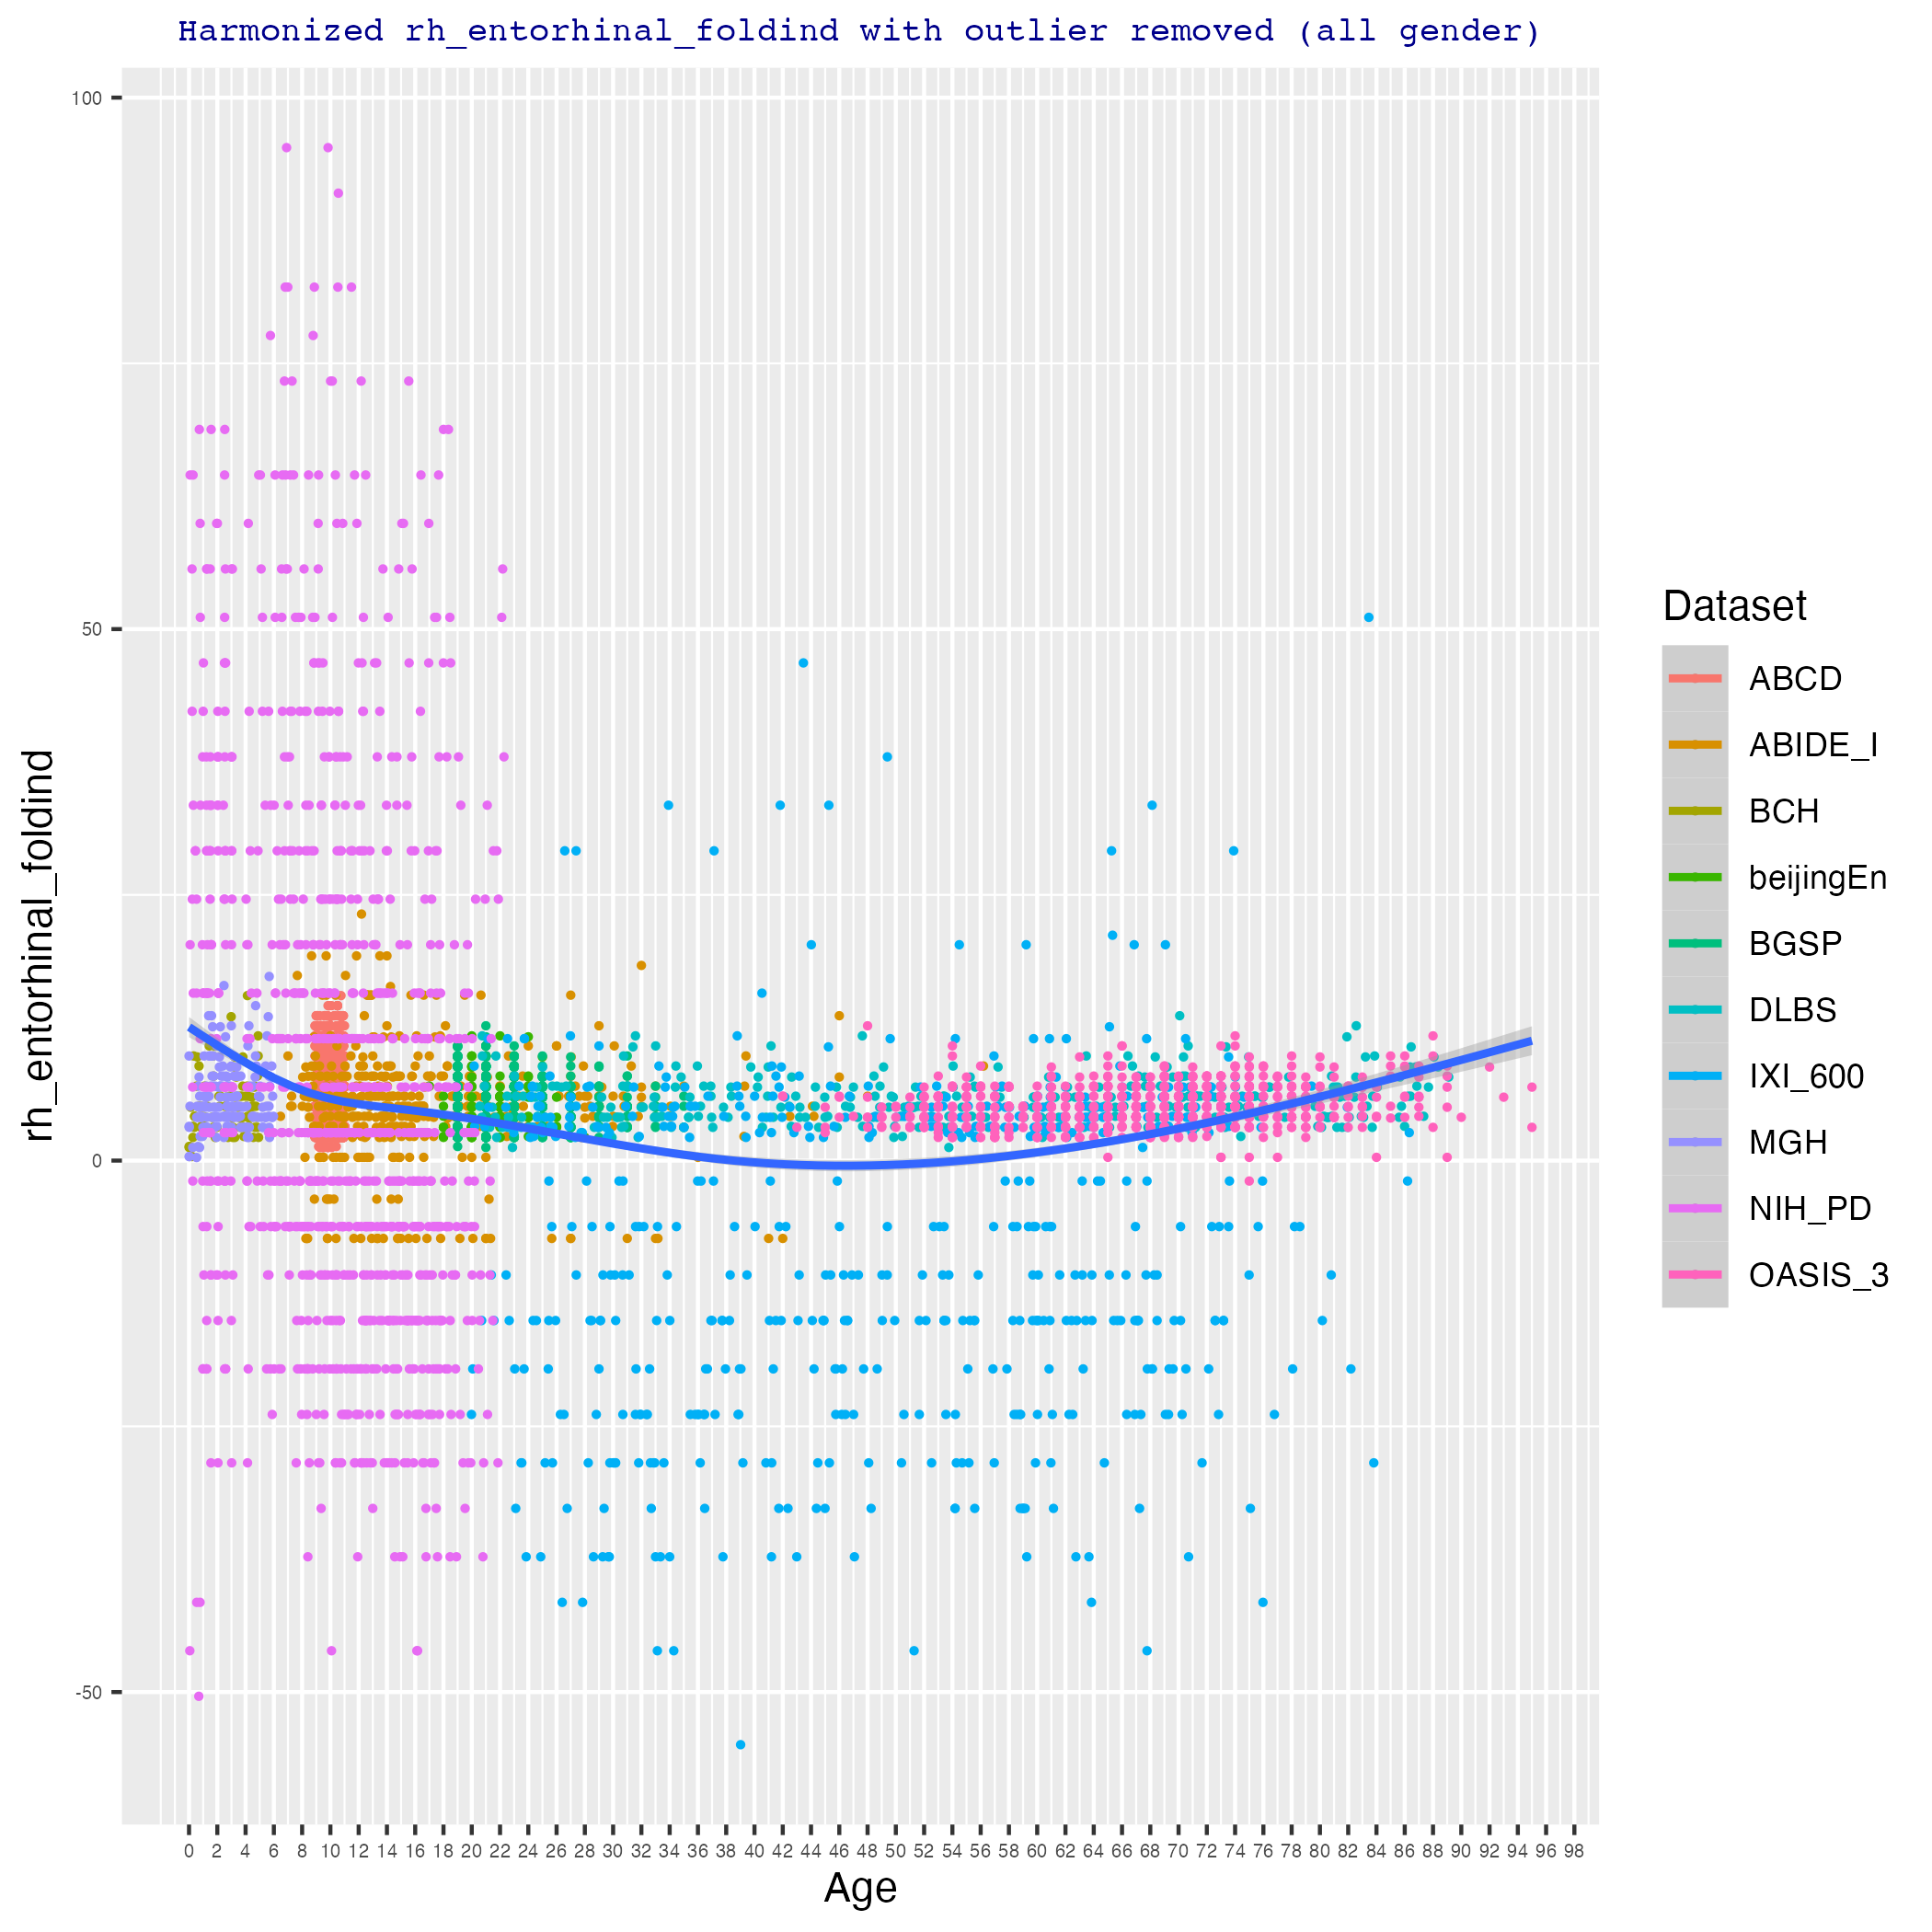 Harmonized rh_entorhinal_foldind with outlier removed (all gender)
100
50
0
-50
rh_entorhinal_foldind
0 2 4 6 8 10 12 14 16 18 20 22 24 26 28 30 32 34 36 38 40 42 44 46 48 50 52 54 56 58 60 62 64 66 68 70 72 74 76 78 80 82 84 86 88 90 92 94 96 98
Age
Dataset
ABCD
ABIDE_I
BCH
beijingEn
BGSP
DLBS
IXI_600
MGH
NIH_PD
OASIS_3